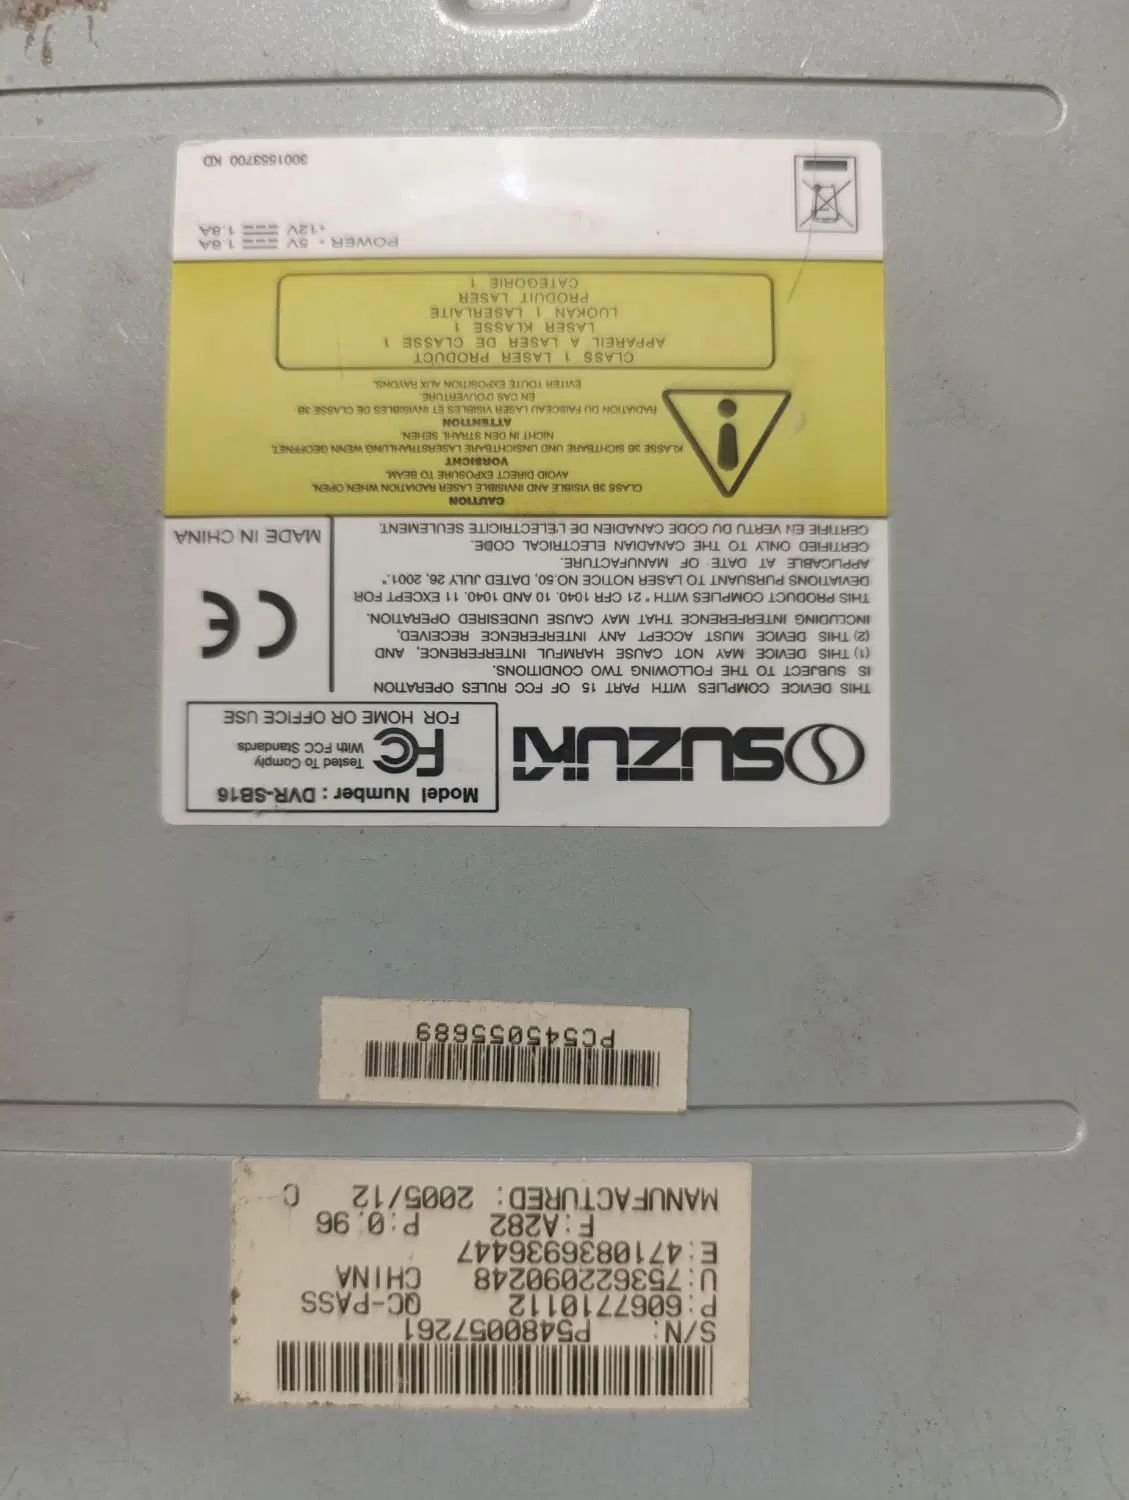 S/N: P5480057261
P:6067710112 QC-PASS
U:753622090248 CHINA
E:4710836936447
F:A282 P:0.96
MANUFACTURED: 2005/12 C
PC545055689
Model Number : DVR-SB16
FC Tested To Comply
With FCC Standards
FOR HOME OR OFFICE USE
SUZUKI
THIS DEVICE COMPLIES WITH PART 15 OF FCC RULES OPERATION
IS SUBJECT TO THE FOLLOWING TWO CONDITIONS.
(1) THIS DEVICE MAY NOT CAUSE HARMFUL INTERFERENCE, AND
(2) THIS DEVICE MUST ACCEPT ANY INTERFERENCE RECEIVED,
INCLUDING INTERFERENCE THAT MAY CAUSE UNDESIRED OPERATION.
THIS PRODUCT COMPLIES WITH " 21 CFR 1040. 10 AND 1040. 11 EXCEPT FOR
DEVIATIONS PURSUANT TO LASER NOTICE NO.50, DATED JULY 26, 2001 ".
APPLICABLE AT DATE OF MANUFACTURE.
CERTIFIED ONLY TO THE CANADIAN ELECTRICAL CODE.
CERTIFIE EN VERTU DU CODE CANADIEN DE L'ELECTRICITE SEULEMENT.
CE
MADE IN CHINA
CAUTION
CLASS 3B VISIBLE AND INVISIBLE LASER RADIATION WHEN OPEN,
AVOID DIRECT EXPOSURE TO BEAM.
VORSICHT
KLASSE 3B SICHTBARE UND UNSICHTBARE LASERSTRAHLUNG WENN GEOFFNET,
NICHT IN DEN STRAHL SEHEN.
ATTENTION
RADIATION DU FAISCEAU LASER VISIBLES ET INVISIBLES DE CLASSE 3B
EN CAS D'OUVERTURE.
EVITER TOUTE EXPOSITION AUX RAYONS.
CLASS 1 LASER PRODUCT
APPAREIL A LASER DE CLASSE 1
LASER KLASSE 1
LUOKAN 1 LASERLAITE
PRODUIT LASER
CATEGORIE 1
POWER - 5V 1.6A
+12V 1.8A
3001553700 KD